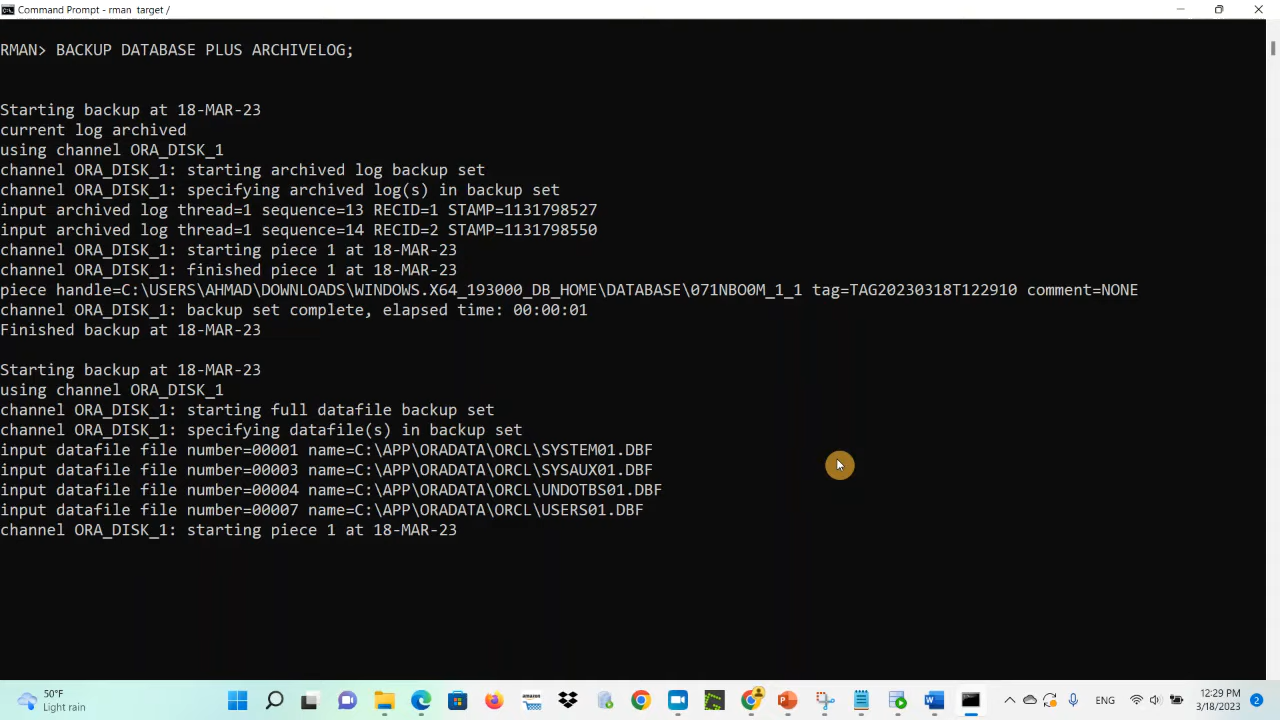 Command Prompt - rman target /
RMAN> BACKUP DATABASE PLUS ARCHIVELOG;
Starting backup at 18-MAR-23
current log archived
using channel ORA_DISK_1
channel ORA_DISK_1: starting archived log backup set
channel ORA_DISK_1: specifying archived log(s) in backup set
input archived log thread=1 sequence=13 RECID=1 STAMP=1131798527
input archived log thread=1 sequence=14 RECID=2 STAMP=1131798550
channel ORA_DISK_1: starting piece 1 at 18-MAR-23
channel ORA_DISK_1: finished piece 1 at 18-MAR-23
piece handle=C:\USERS\AHMAD\DOWNLOADS\WINDOWS.X64_193000_DB_HOME\DATABASE\071NBO0M_1_1 tag=TAG20230318T122910 comment=NONE
channel ORA_DISK_1: backup set complete, elapsed time: 00:00:01
Finished backup at 18-MAR-23
Starting backup at 18-MAR-23
using channel ORA_DISK_1
channel ORA_DISK_1: starting full datafile backup set
channel ORA_DISK_1: specifying datafile(s) in backup set
input datafile file number=00001 name=C:\APP\ORADATA\ORCL\SYSTEM01.DBF
input datafile file number=00003 name=C:\APP\ORADATA\ORCL\SYSAUX01.DBF
input datafile file number=00004 name=C:\APP\ORADATA\ORCL\UNDOTBS01.DBF
input datafile file number=00007 name=C:\APP\ORADATA\ORCL\USERS01.DBF
channel ORA_DISK_1: starting piece 1 at 18-MAR-23
50°F
Light rain
amazon
ENG
12:29 PM
3/18/2023
2